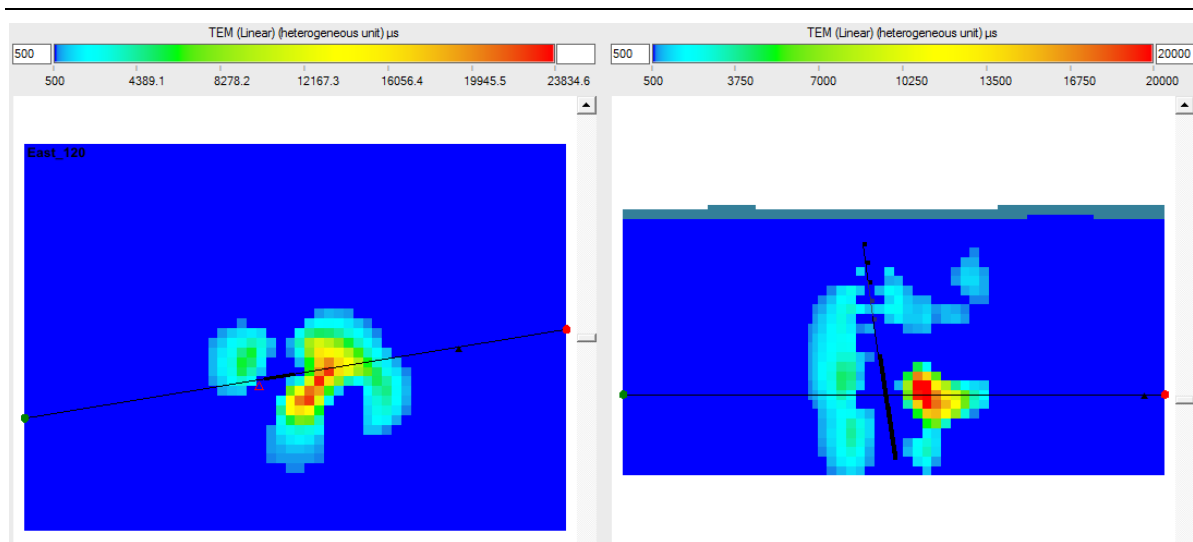 TEM (Linear) (heterogeneous unit) µs
500
500 4389.1 8278.2 12167.3 16056.4 19945.5 23834.6
East_120
TEM (Linear) (heterogeneous unit) µs
500 20000
500 3750 7000 10250 13500 16750 20000